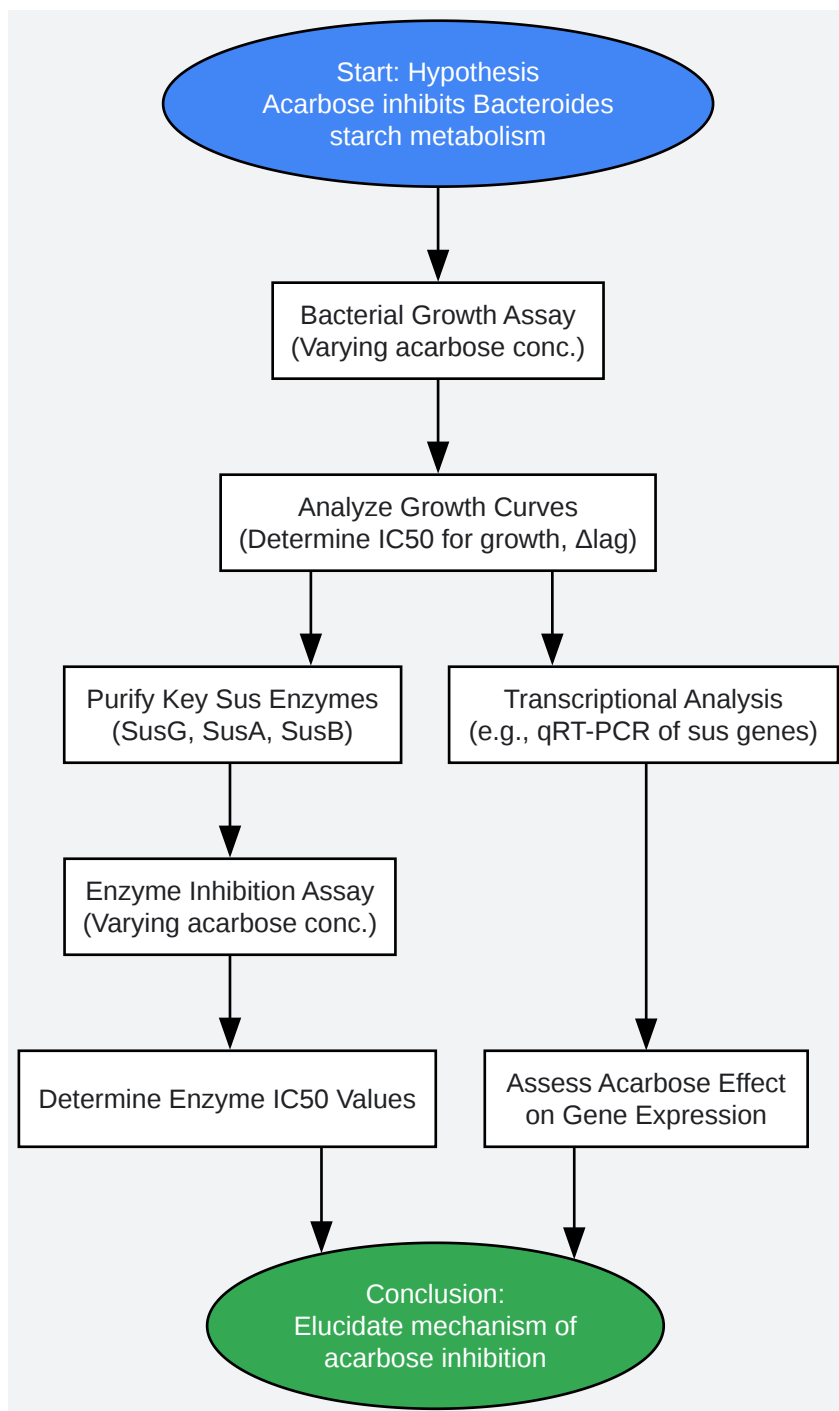 Start: Hypothesis
Acarbose inhibits Bacteroides
starch metabolism
Bacterial Growth Assay
(Varying acarbose conc.)
Analyze Growth Curves
(Determine IC50 for growth, Δlag)
Purify Key Sus Enzymes
(SusG, SusA, SusB)
Transcriptional Analysis
(e.g., qRT-PCR of sus genes)
Enzyme Inhibition Assay
(Varying acarbose conc.)
Determine Enzyme IC50 Values
Assess Acarbose Effect
on Gene Expression
Conclusion:
Elucidate mechanism of
acarbose inhibition